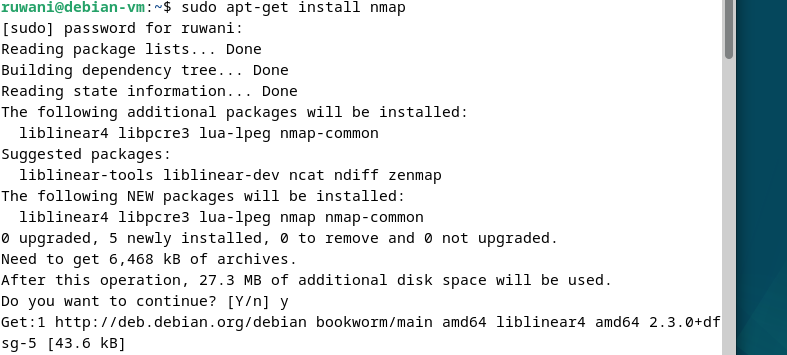 ruwani@debian-vm:~$ sudo apt-get install nmap
[sudo] password for ruwani:
Reading package lists... Done
Building dependency tree... Done
Reading state information... Done
The following additional packages will be installed:
  liblinear4 libpcre3 lua-lpeg nmap-common
Suggested packages:
  liblinear-tools liblinear-dev ncat ndiff zenmap
The following NEW packages will be installed:
  liblinear4 libpcre3 lua-lpeg nmap nmap-common
0 upgraded, 5 newly installed, 0 to remove and 0 not upgraded.
Need to get 6,468 kB of archives.
After this operation, 27.3 MB of additional disk space will be used.
Do you want to continue? [Y/n] y
Get:1 http://deb.debian.org/debian bookworm/main amd64 liblinear4 amd64 2.3.0+df
sg-5 [43.6 kB]